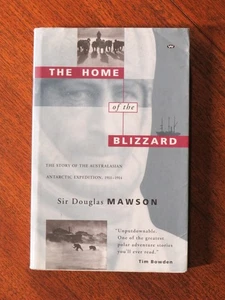 THE HOME
of the
BLIZZARD
THE STORY OF THE AUSTRALASIAN
ANTARCTIC EXPEDITION, 1911–1914
Sir Douglas MAWSON
"Unputdownable.
One of the greatest
polar adventure stories
you'll ever read."
Tim Bowden